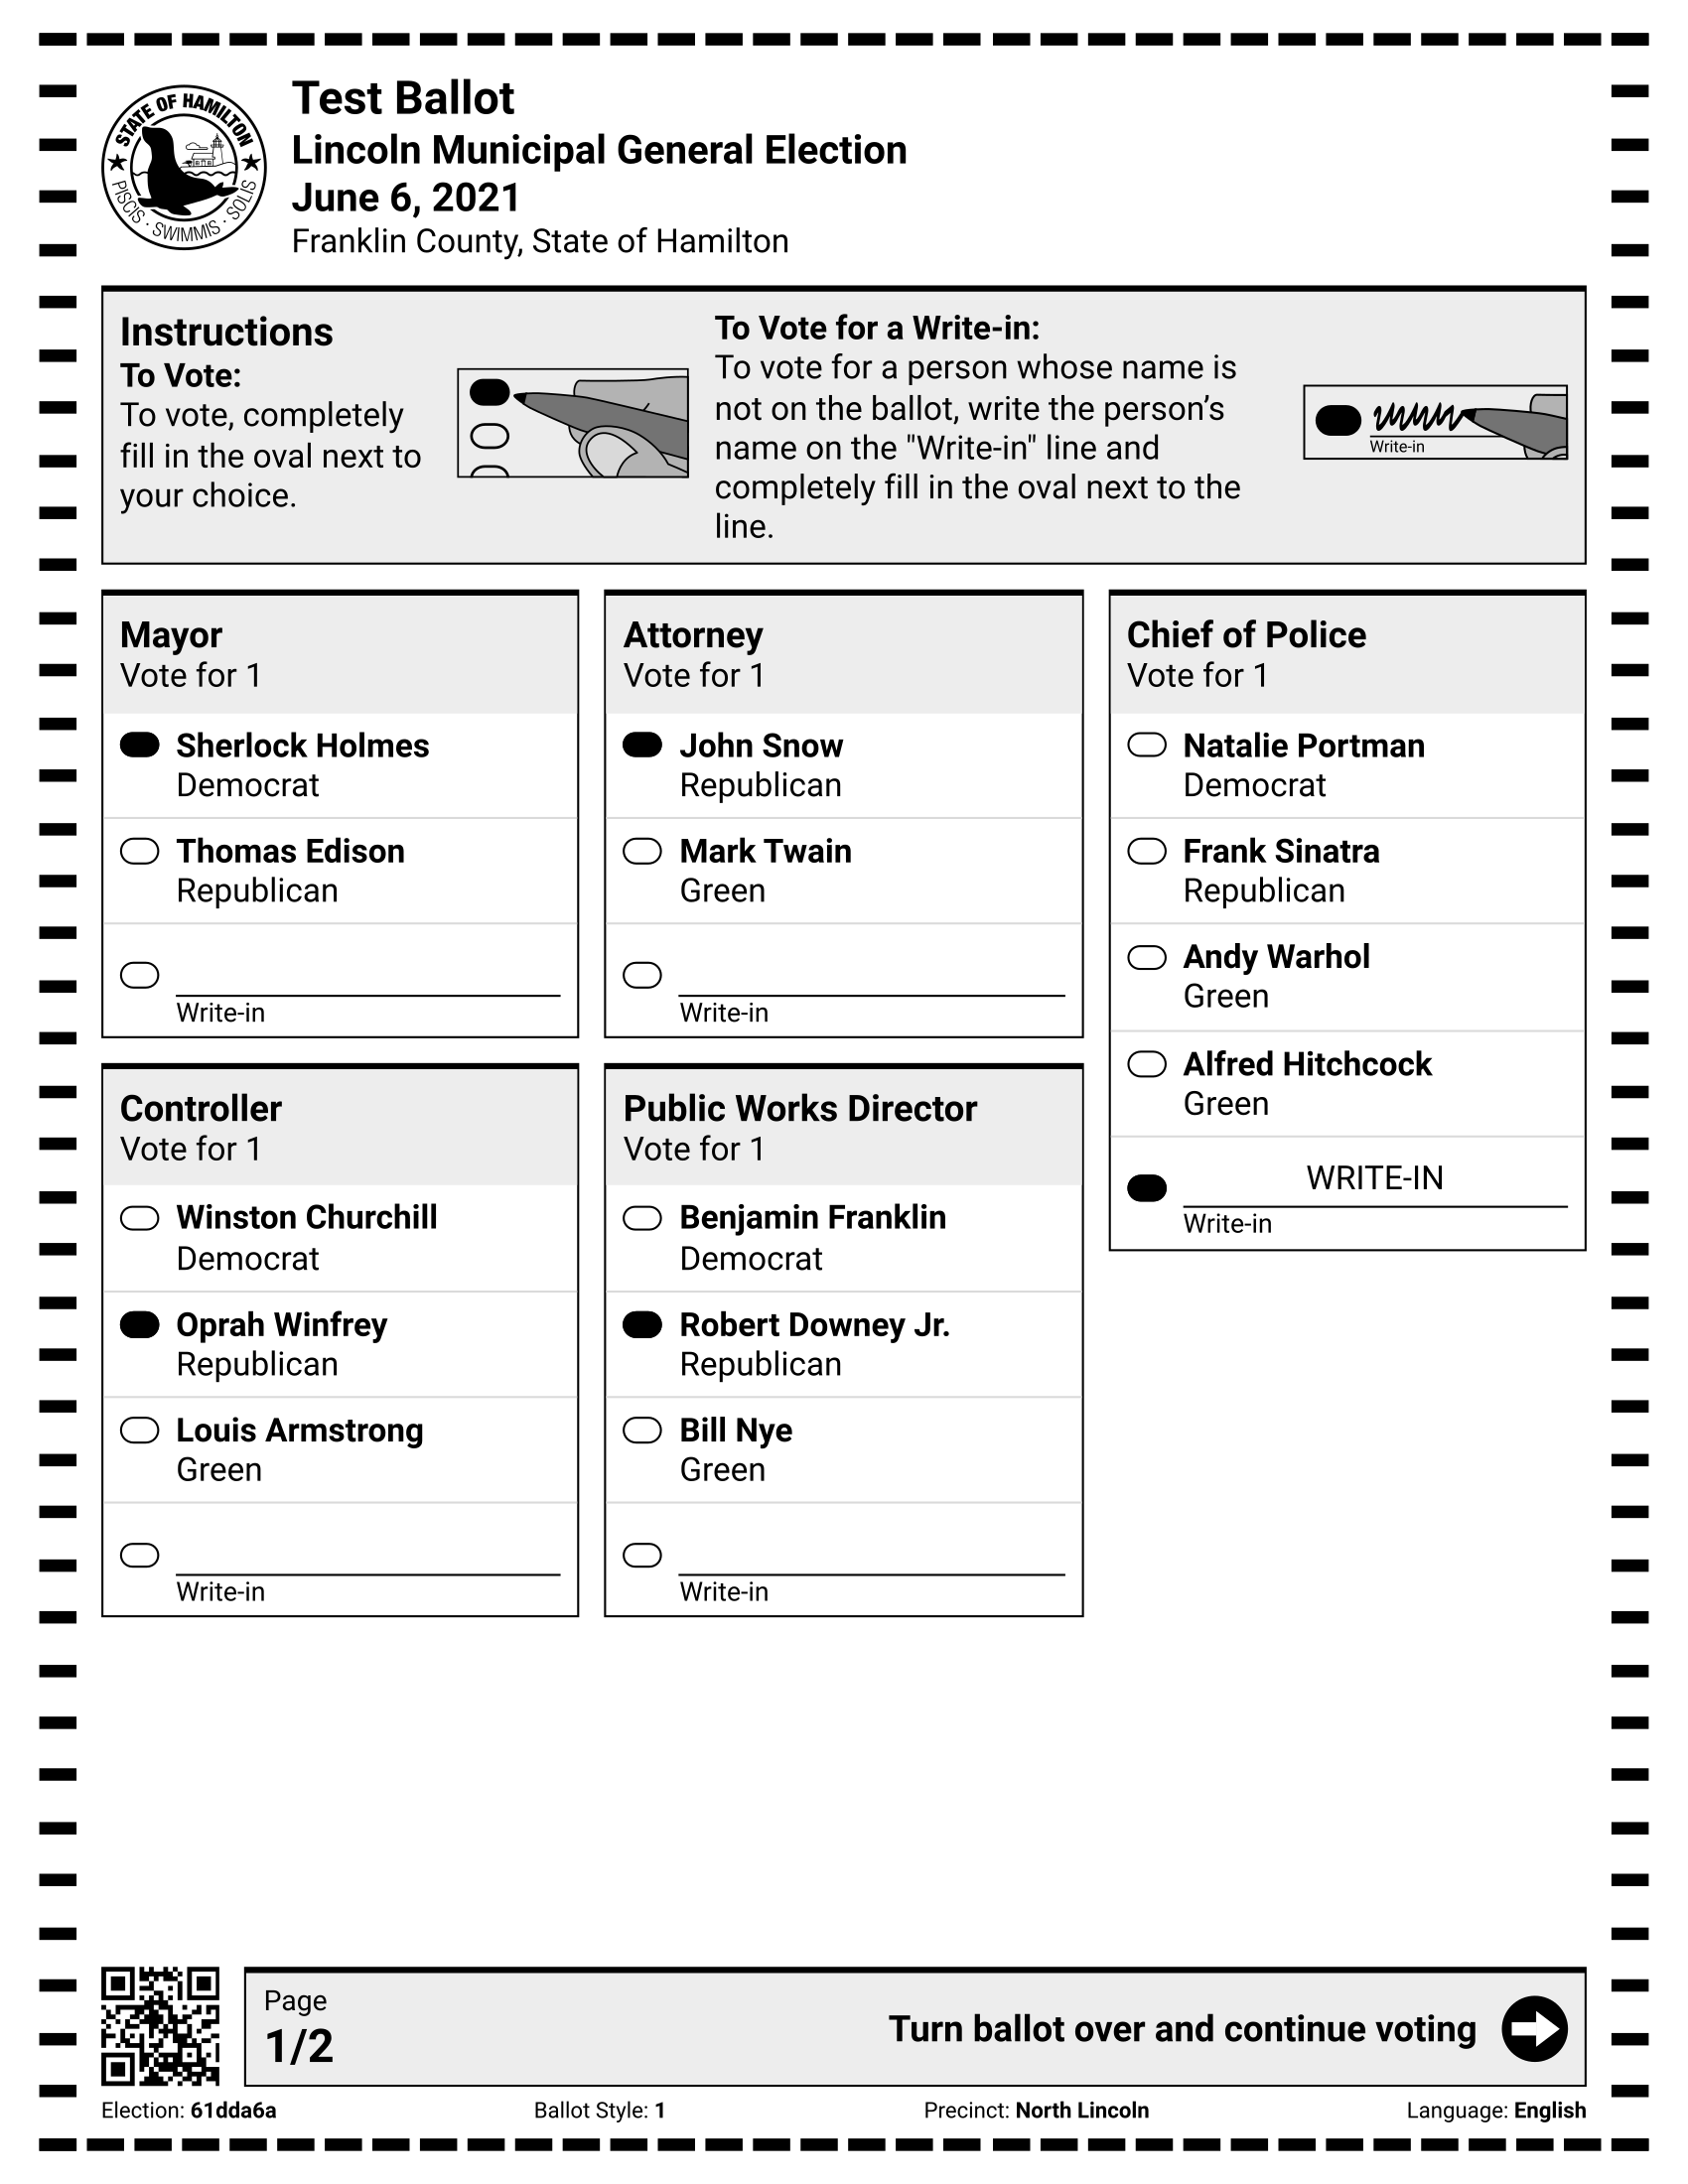 STATE OF HAMILTON
PISCIS · SWIMMIS · SOLIS
Test Ballot
Lincoln Municipal General Election
June 6, 2021
Franklin County, State of Hamilton
Instructions
To Vote:
To vote, completely
fill in the oval next to
your choice.
To Vote for a Write-in:
To vote for a person whose name is
not on the ballot, write the person’s
name on the "Write-in" line and
completely fill in the oval next to the
line.
Write-in
Mayor
Vote for 1
Sherlock Holmes
Democrat
Thomas Edison
Republican
Write-in
Controller
Vote for 1
Winston Churchill
Democrat
Oprah Winfrey
Republican
Louis Armstrong
Green
Write-in
Attorney
Vote for 1
John Snow
Republican
Mark Twain
Green
Write-in
Public Works Director
Vote for 1
Benjamin Franklin
Democrat
Robert Downey Jr.
Republican
Bill Nye
Green
Write-in
Chief of Police
Vote for 1
Natalie Portman
Democrat
Frank Sinatra
Republican
Andy Warhol
Green
Alfred Hitchcock
Green
WRITE-IN
Write-in
Page
1/2
Turn ballot over and continue voting
Election: 61dda6a
Ballot Style: 1
Precinct: North Lincoln
Language: English